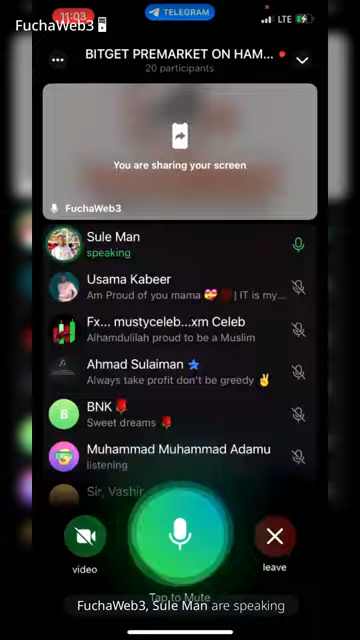 11:03
TELEGRAM
LTE
FuchaWeb3
BITGET PREMARKET ON HAM...
20 participants
You are sharing your screen
FuchaWeb3
Sule Man
speaking
Usama Kabeer
Am Proud of you mama 💝🌹| IT is my...
Fx... mustyceleb...xm Celeb
Alhamdulilah proud to be a Muslim
Ahmad Sulaiman
Always take profit don't be greedy ✌️
B
BNK 🌹
Sweet dreams 🌹
Muhammad Muhammad Adamu
listening
Sir, Vashir,
video
leave
Tap to Mute
FuchaWeb3, Sule Man are speaking